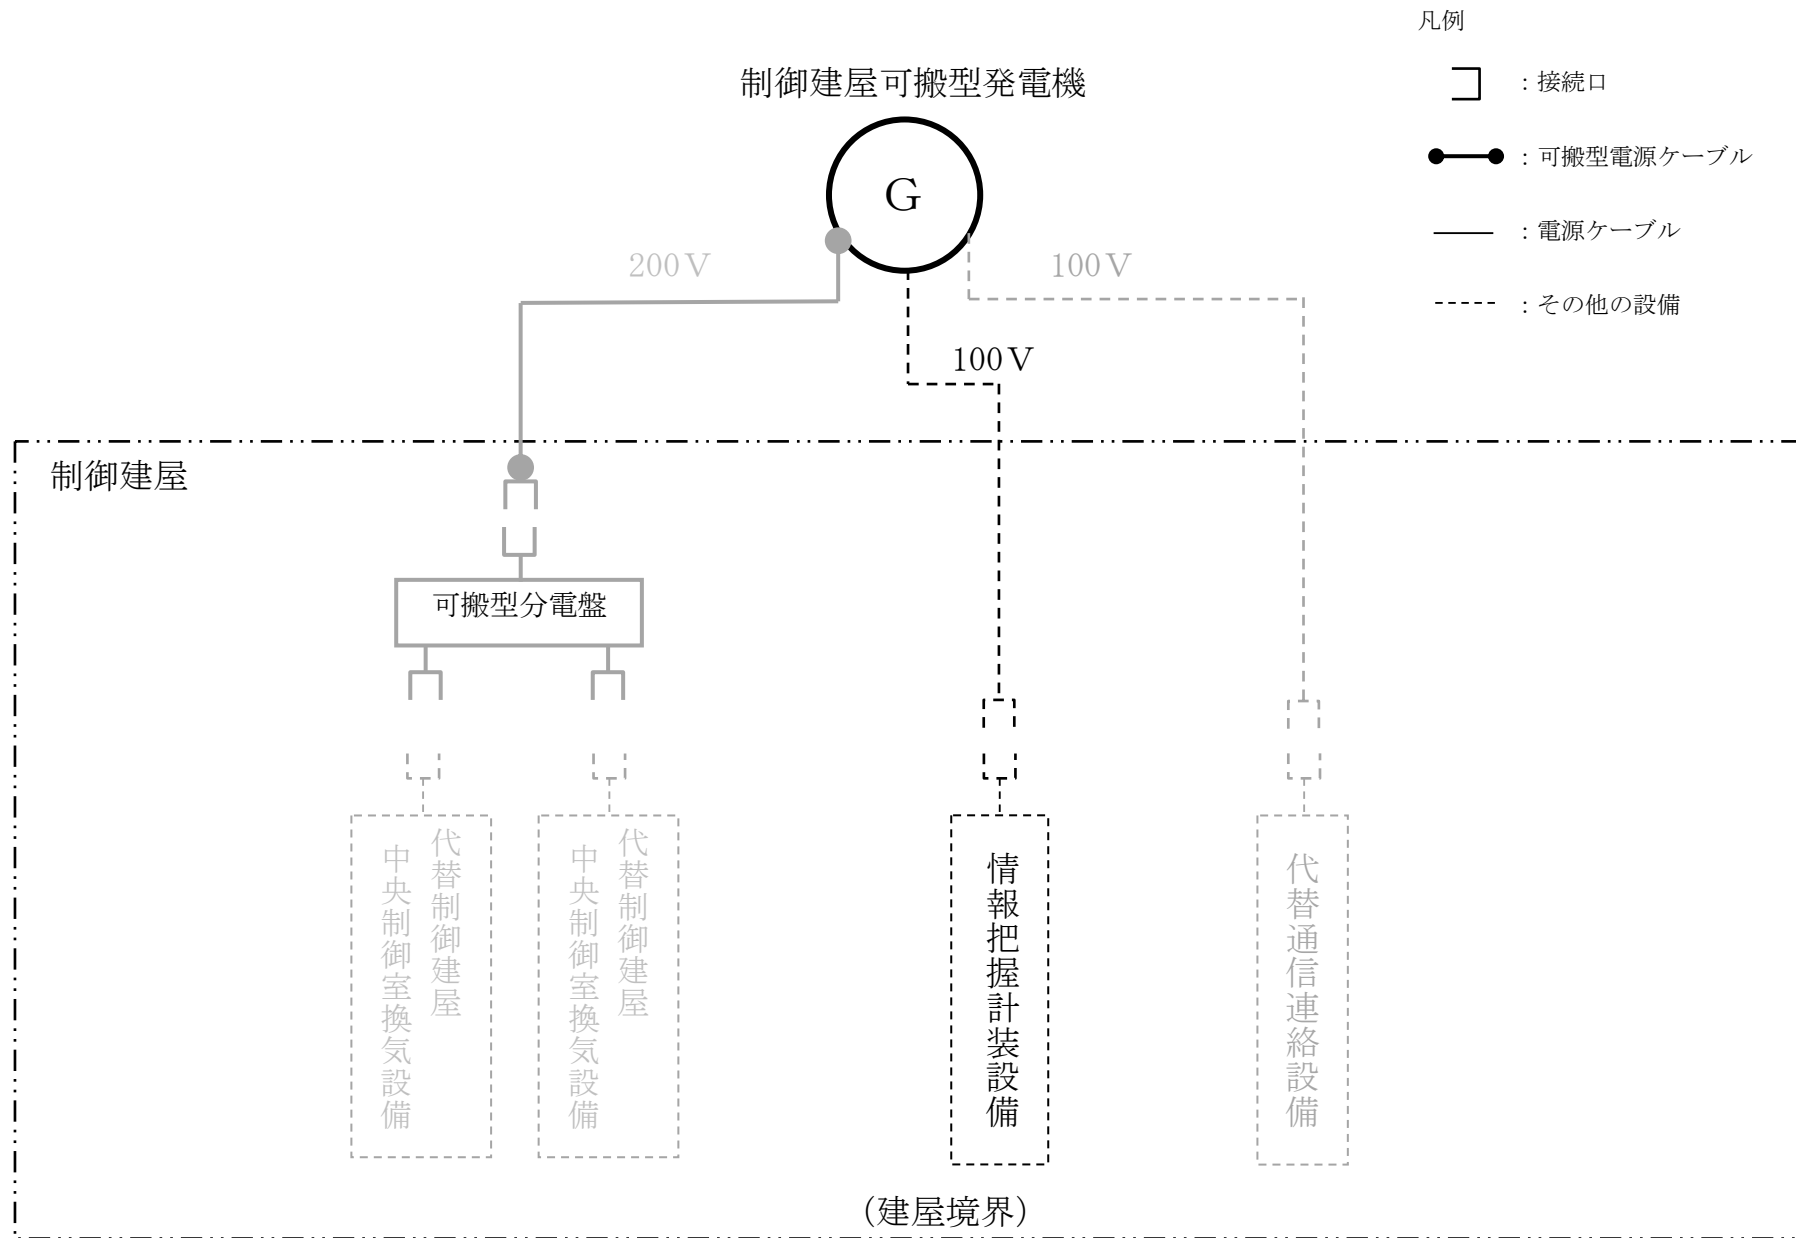 凡例
：接続口
：可搬型電源ケーブル
：電源ケーブル
：その他の設備
制御建屋可搬型発電機
G
200V
100V
100V
制御建屋
可搬型分電盤
代替制御建屋
中央制御室換気設備
代替制御建屋
中央制御室換気設備
情報把握計装設備
代替通信連絡設備
（建屋境界）